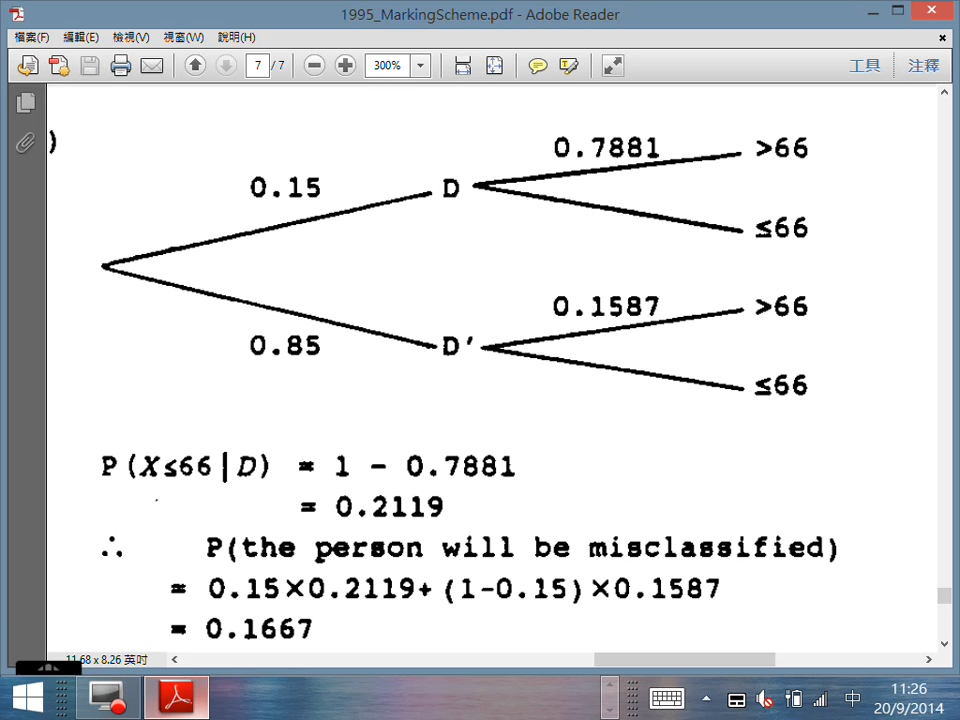 1995_MarkingScheme.pdf - Adobe Reader
檔案(F) 編輯(E) 檢視(V) 視窗(W) 說明(H)
7 / 7 300% 工具 注釋
)
0.7881 >66
0.15 D
≤66
0.1587 >66
0.85 D′
≤66
P(X≤66|D) = 1 - 0.7881
= 0.2119
∴ P(the person will be misclassified)
= 0.15×0.2119+(1-0.15)×0.1587
= 0.1667
11.68 x 8.26 英吋
中
11:26
20/9/2014